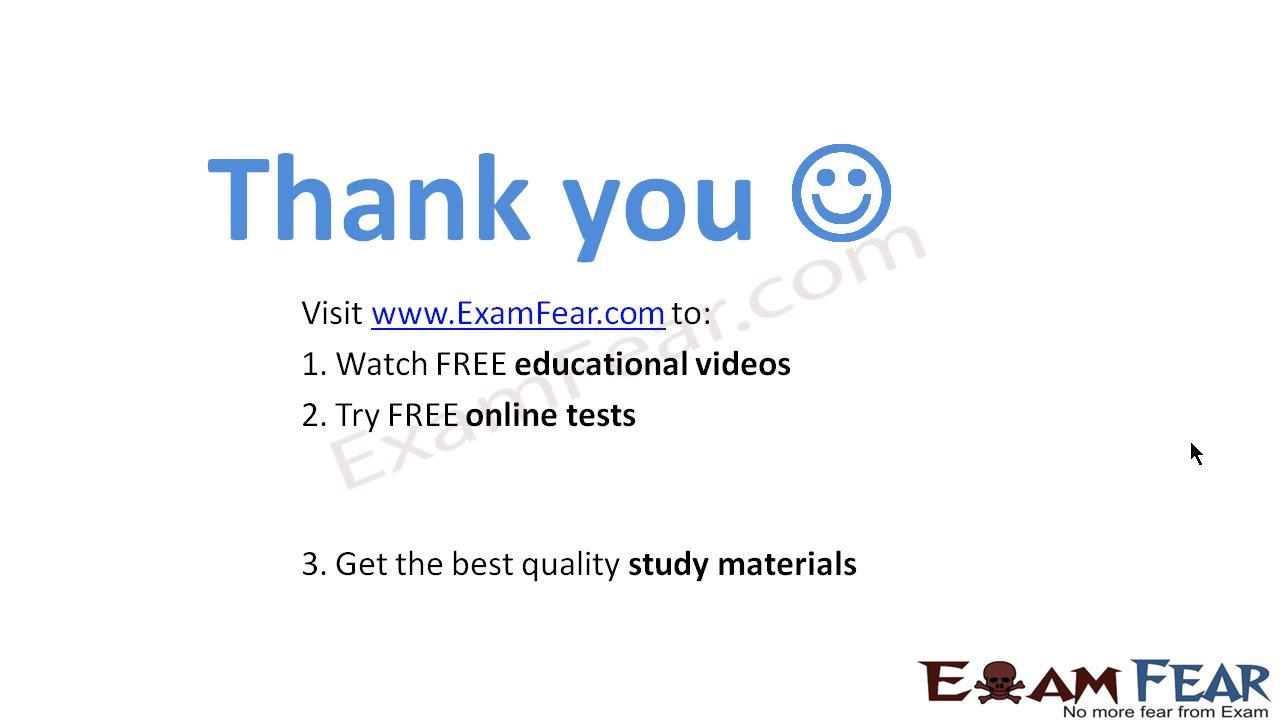 Thank you
Visit www.ExamFear.com to:
1. Watch FREE educational videos
2. Try FREE online tests
ExamFear.com
3. Get the best quality study materials
EXAM FEAR
No more fear from Exam